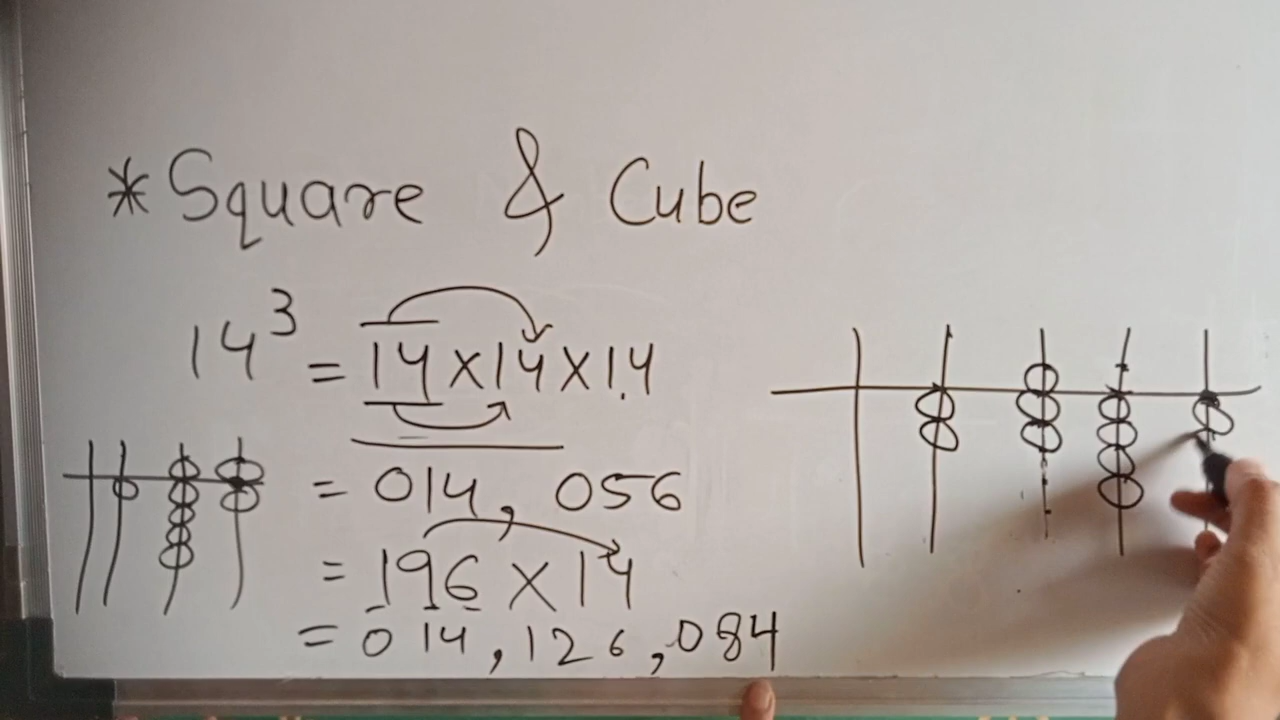 * Square & Cube
14³ = 14 × 14 × 14
= 014, 056
= 196 × 14
= 014, 126, 084